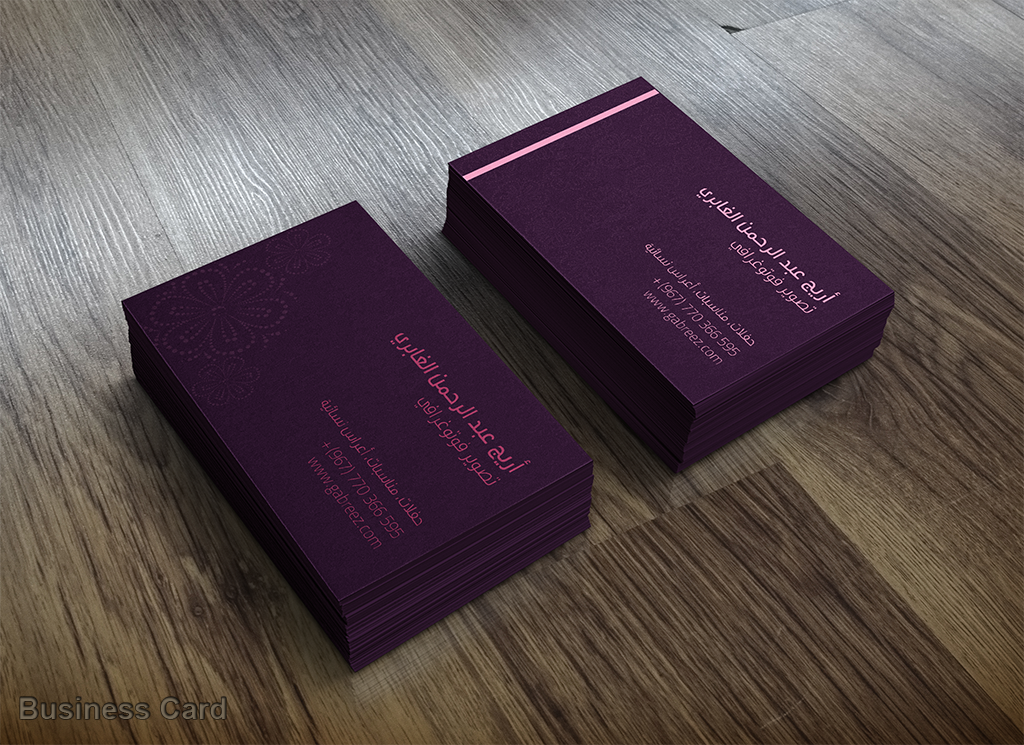 أريج عبد الرحمن الغابري
تصوير فوتوغرافي
حفلات، مناسبات، أعراس نسائية
+(967) 770 366 595
www.gabreez.com
أريج عبد الرحمن الغابري
تصوير فوتوغرافي
حفلات، مناسبات، أعراس نسائية
+(967) 770 366 595
www.gabreez.com
Business Card